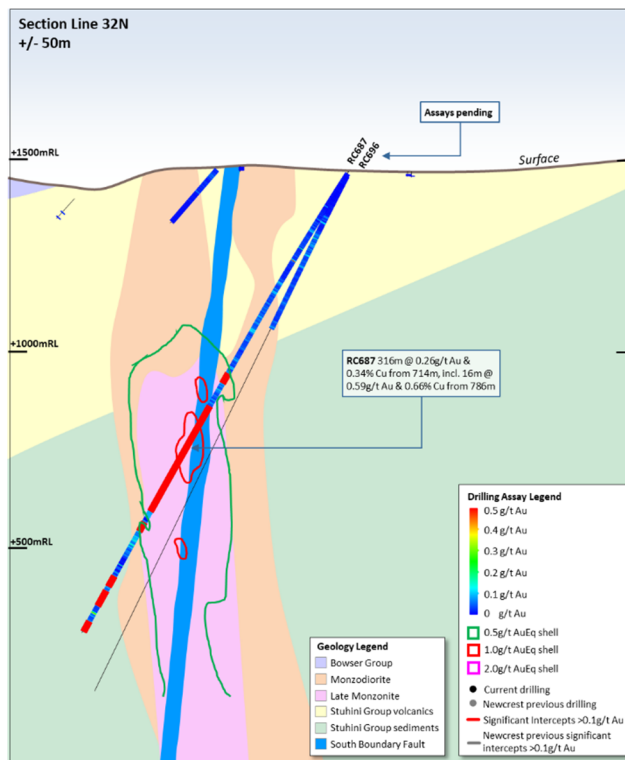 Section Line 32N
+/- 50m
Assays pending
RC687
RC696
+1500mRL
Surface
+1000mRL
RC687 316m @ 0.26g/t Au &
0.34% Cu from 714m, incl. 16m @
0.59g/t Au & 0.66% Cu from 786m
+500mRL
Geology Legend
Bowser Group
Monzodiorite
Late Monzonite
Stuhini Group volcanics
Stuhini Group sediments
South Boundary Fault
Drilling Assay Legend
0.5 g/t Au
0.4 g/t Au
0.3 g/t Au
0.2 g/t Au
0.1 g/t Au
0 g/t Au
0.5g/t AuEq shell
1.0g/t AuEq shell
2.0g/t AuEq shell
Current drilling
Newcrest previous drilling
Significant Intercepts >0.1g/t Au
Newcrest previous significant
intercepts >0.1g/t Au